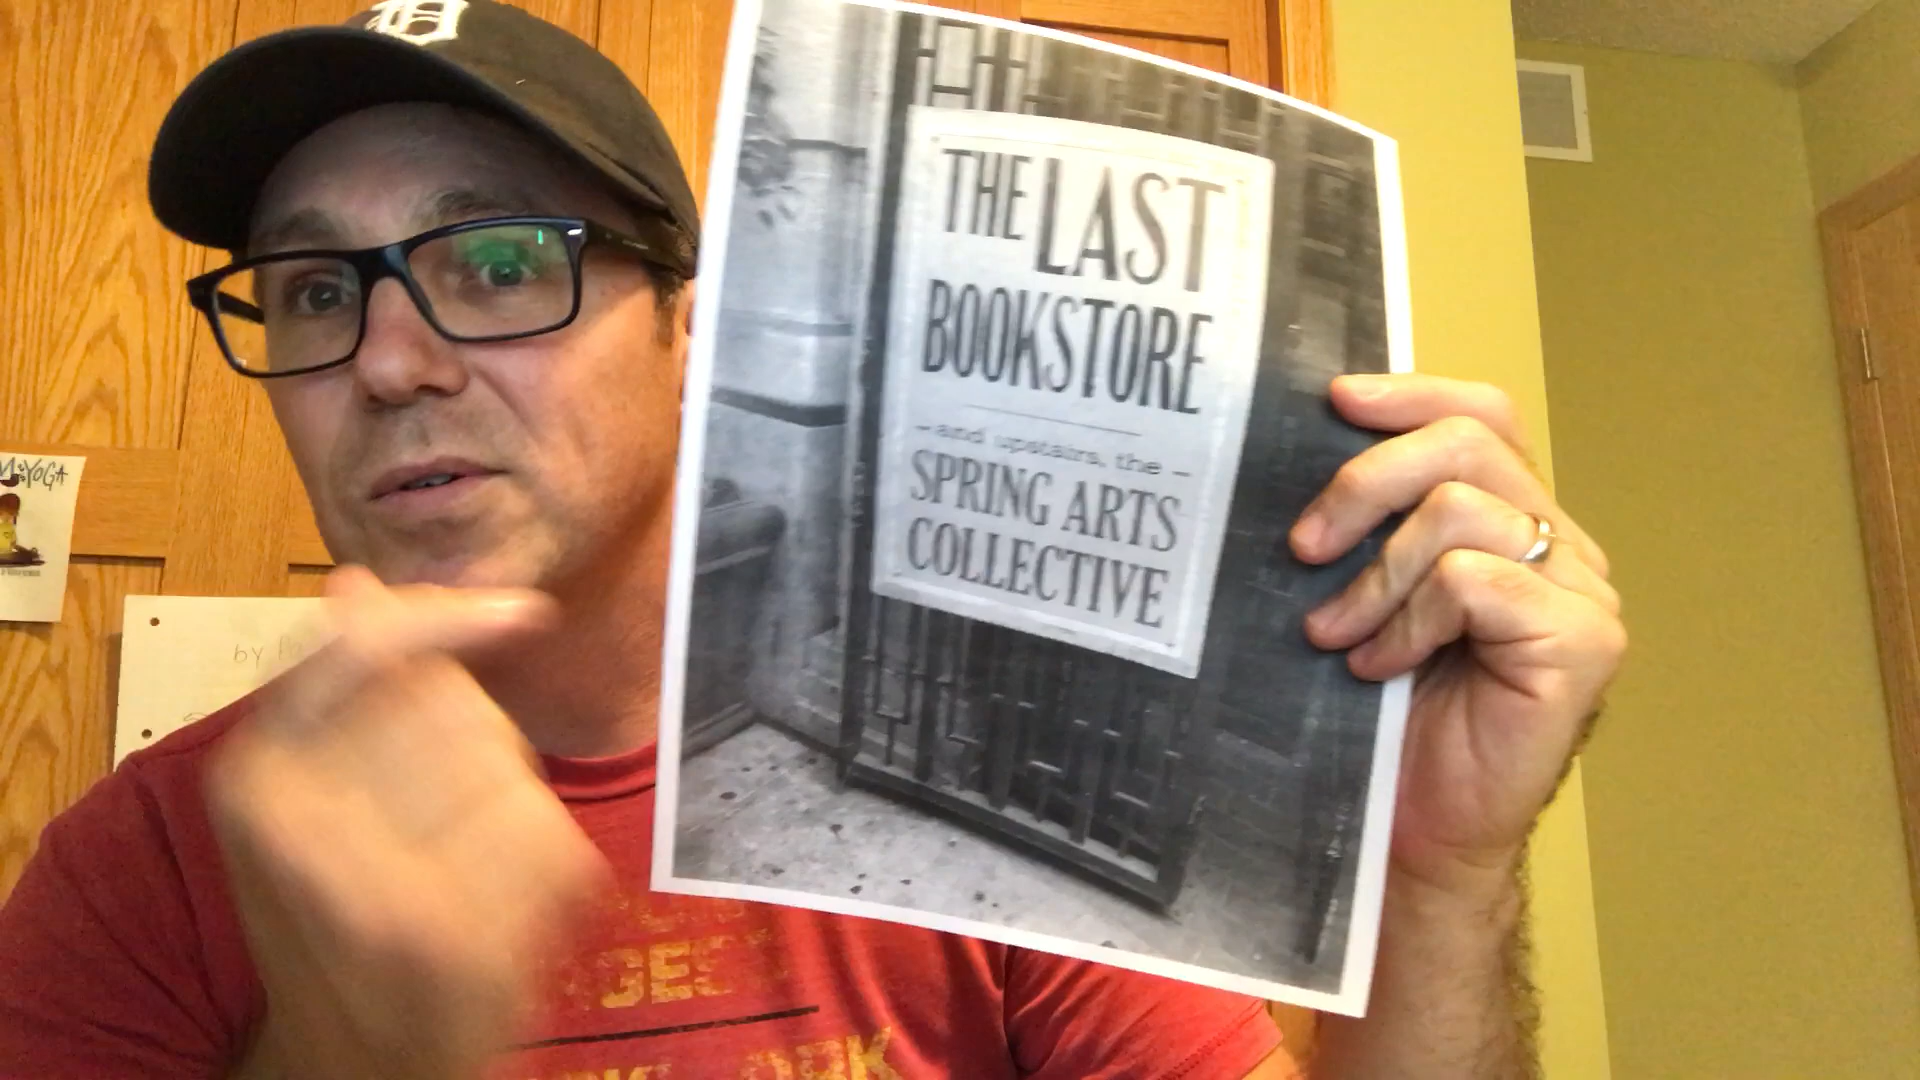 THE LAST
BOOKSTORE
- and upstairs, the -
SPRING ARTS
COLLECTIVE
YOGA
by